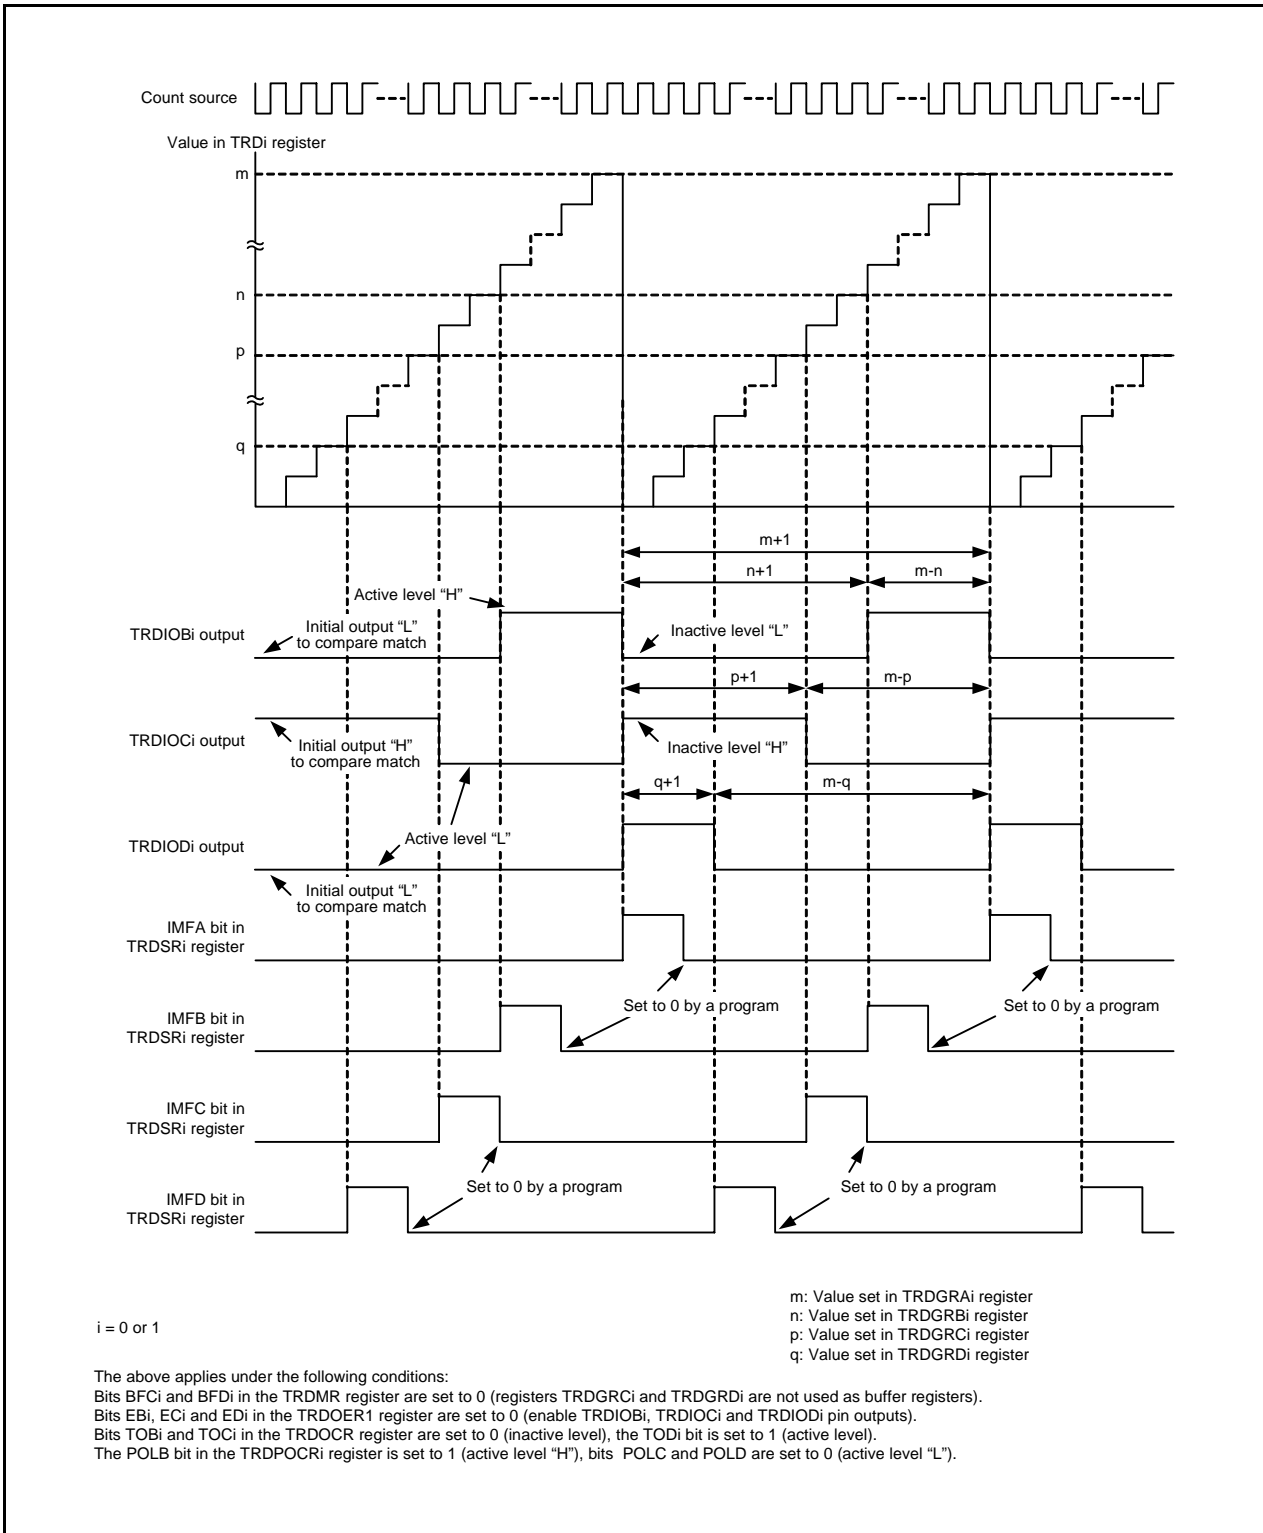 Count source
Value in TRDi register
m
n
p
q
m+1
n+1
m-n
Active level “H”
TRDIOBi output
Initial output “L”
to compare match
Inactive level “L”
p+1
m-p
TRDIOCi output
Initial output “H”
to compare match
Inactive level “H”
q+1
m-q
Active level “L”
TRDIODi output
Initial output “L”
to compare match
IMFA bit in
TRDSRi register
Set to 0 by a program
Set to 0 by a program
IMFB bit in
TRDSRi register
IMFC bit in
TRDSRi register
Set to 0 by a program
Set to 0 by a program
IMFD bit in
TRDSRi register
m: Value set in TRDGRAi register
n: Value set in TRDGRBi register
p: Value set in TRDGRCi register
q: Value set in TRDGRDi register
i = 0 or 1
The above applies under the following conditions:
Bits BFCi and BFDi in the TRDMR register are set to 0 (registers TRDGRCi and TRDGRDi are not used as buffer registers).
Bits EBi, ECi and EDi in the TRDOER1 register are set to 0 (enable TRDIOBi, TRDIOCi and TRDIODi pin outputs).
Bits TOBi and TOCi in the TRDOCR register are set to 0 (inactive level), the TODi bit is set to 1 (active level).
The POLB bit in the TRDPOCRi register is set to 1 (active level “H”), bits POLC and POLD are set to 0 (active level “L”).